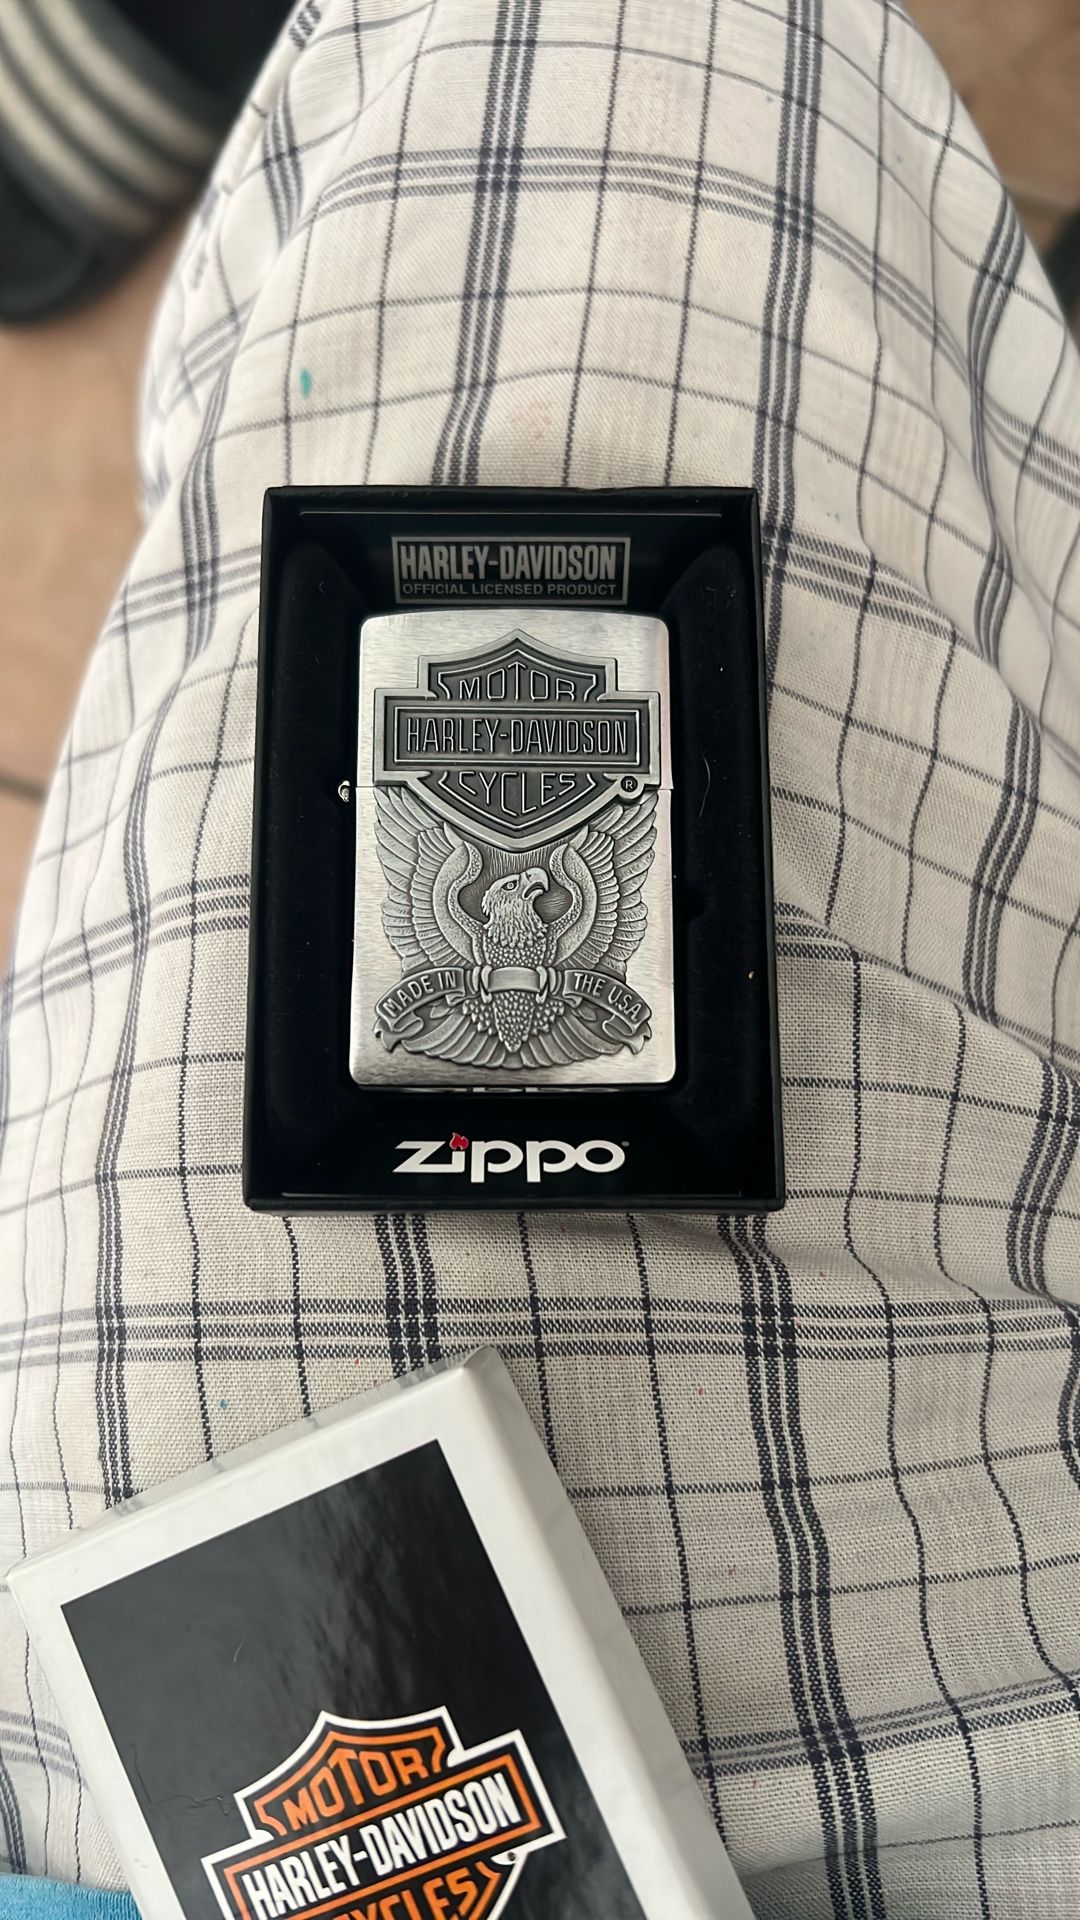 HARLEY-DAVIDSON
OFFICIAL LICENSED PRODUCT
MOTOR
HARLEY-DAVIDSON
CYCLES ®
MADE IN THE U.S.A
zippo
MOTOR
HARLEY-DAVIDSON
CYCLES